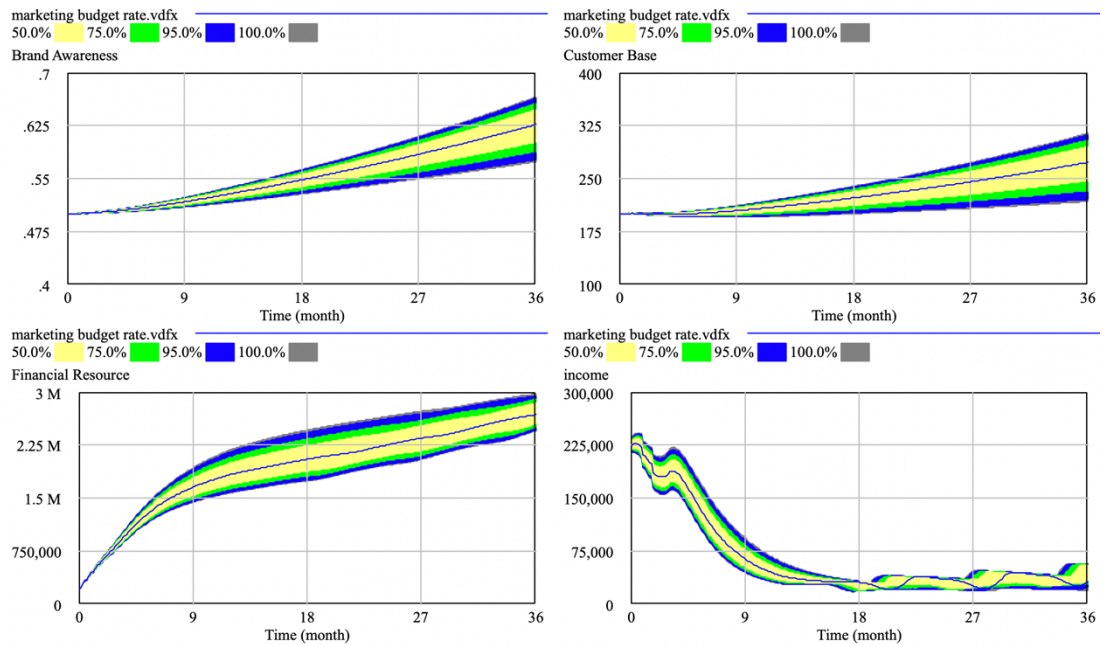 marketing budget rate.vdfx
50.0% 75.0% 95.0% 100.0%
Brand Awareness
.7
.625
.55
.475
.4
0 9 18 27 36
Time (month)
marketing budget rate.vdfx
50.0% 75.0% 95.0% 100.0%
Customer Base
400
325
250
175
100
0 9 18 27 36
Time (month)
marketing budget rate.vdfx
50.0% 75.0% 95.0% 100.0%
Financial Resource
3 M
2.25 M
1.5 M
750,000
0
0 9 18 27 36
Time (month)
marketing budget rate.vdfx
50.0% 75.0% 95.0% 100.0%
income
300,000
225,000
150,000
75,000
0
0 9 18 27 36
Time (month)